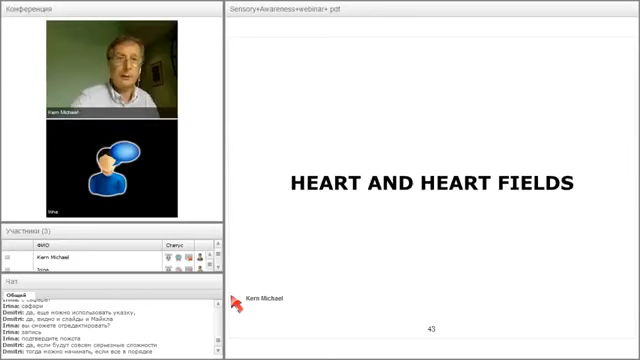 Конференция
Kern Michael
Irina
Участники (3)
ФИО
Статус
Kern Michael
Irina
Чат
Общий
Irina: сафари
Dmitri: да, еще можно использовать указку,
Dmitri: да, видно и слайды и Майкла
Irina: вы сможете отредактировать?
Irina: запись
Irina: подтвердите пожста
Dmitri: да, если будут совсем серьезные сложности
Dmitri: тогда можно начинать, если все в порядке
Sensory+Awareness+webinar+.pdf
HEART AND HEART FIELDS
Kern Michael
43